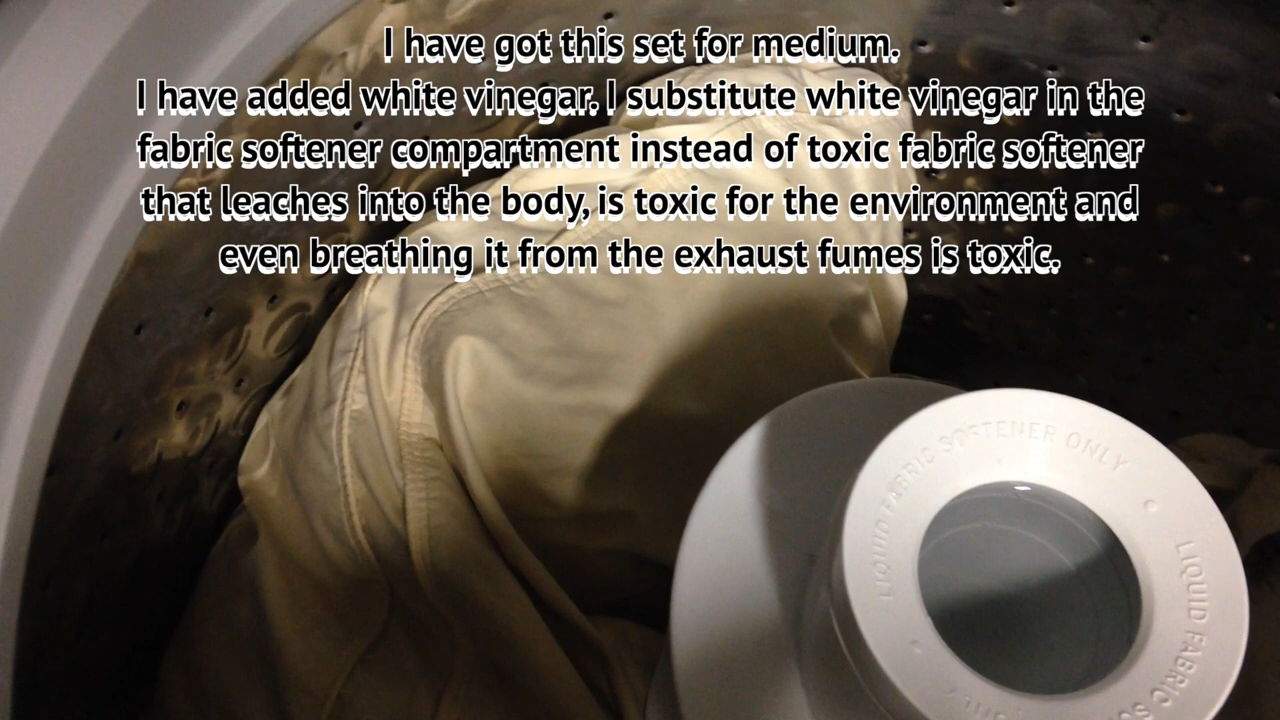 I have got this set for medium.
I have added white vinegar. I substitute white vinegar in the
fabric softener compartment instead of toxic fabric softener
that leaches into the body, is toxic for the environment and
even breathing it from the exhaust fumes is toxic.
LIQUID FABRIC SOFTENER ONLY
LIQUID FABRIC SO
ONLY